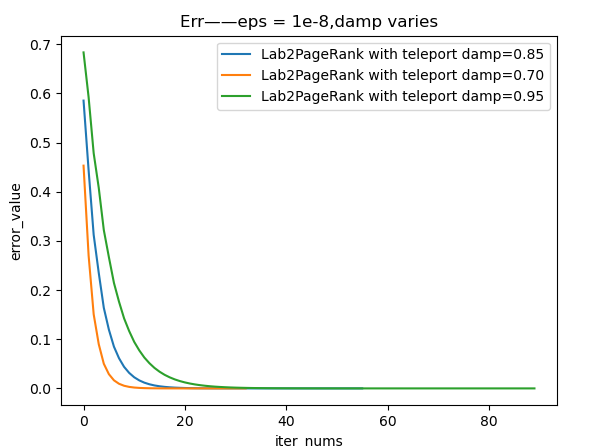 Err——eps = 1e-8,damp varies
0.7
0.6
0.5
0.4
0.3
0.2
0.1
0.0
error_value
Lab2PageRank with teleport damp=0.85
Lab2PageRank with teleport damp=0.70
Lab2PageRank with teleport damp=0.95
0 20 40 60 80
iter_nums